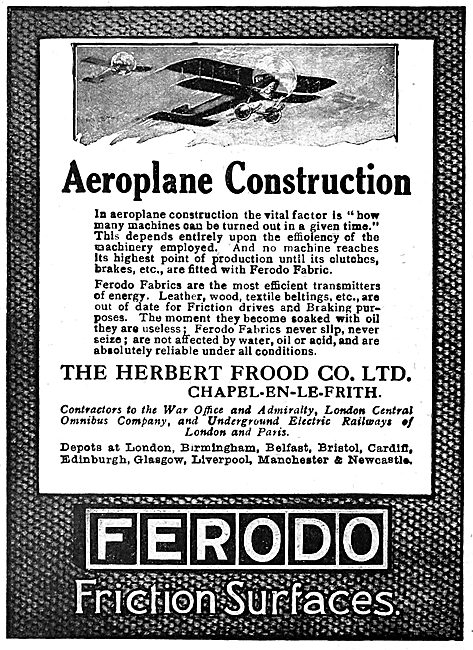 Aeroplane Construction
In aeroplane construction the vital factor is "how
many machines can be turned out in a given time."
This depends entirely upon the efficiency of the
machinery employed. And no machine reaches
its highest point of production until its clutches,
brakes, etc., are fitted with Ferodo Fabric.
Ferodo Fabrics are the most efficient transmitters
of energy. Leather, wood, textile beltings, etc., are
out of date for Friction drives and Braking pur-
poses. The moment they become soaked with oil
they are useless; Ferodo Fabrics never slip, never
seize; are not affected by water, oil or acid, and are
absolutely reliable under all conditions.
THE HERBERT FROOD CO. LTD.
CHAPEL-EN-LE-FRITH.
Contractors to the War Office and Admiralty, London Central
Omnibus Company, and Underground Electric Railways of
London and Paris.
Depots at London, Birmingham, Belfast, Bristol, Cardiff,
Edinburgh, Glasgow, Liverpool, Manchester & Newcastle.
FERODO
Friction Surfaces.